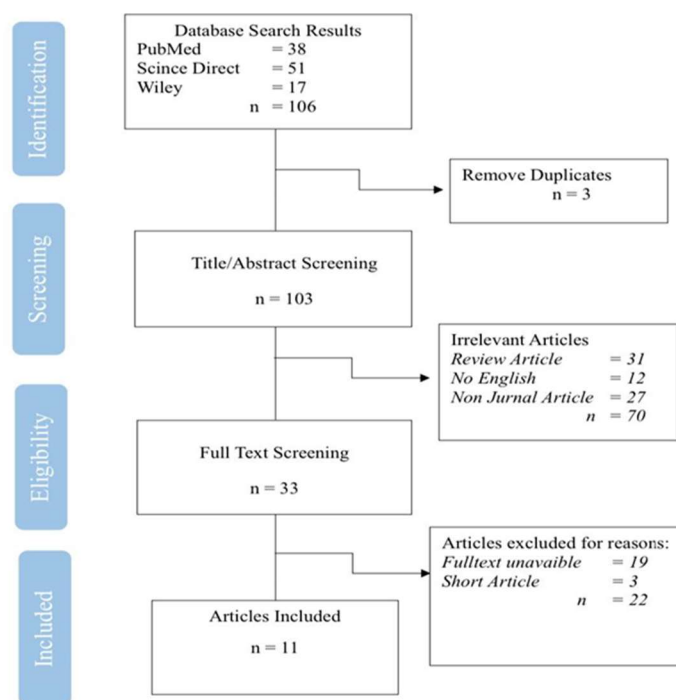 Identification
Database Search Results
PubMed = 38
Scince Direct = 51
Wiley = 17
n = 106
Remove Duplicates
n = 3
Screening
Title/Abstract Screening
n = 103
Irrelevant Articles
Review Article = 31
No English = 12
Non Jurnal Article = 27
n = 70
Eligibility
Full Text Screening
n = 33
Articles excluded for reasons:
Fulltext unavaible = 19
Short Article = 3
n = 22
Included
Articles Included
n = 11